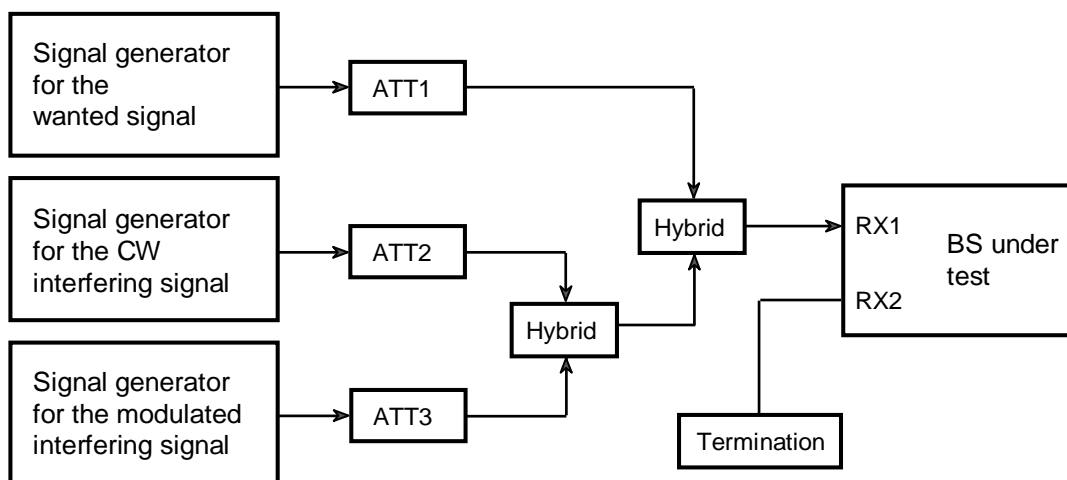 Signal generator
for the
wanted signal
ATT1
Signal generator
for the CW
interfering signal
ATT2
Hybrid
Hybrid
Signal generator
for the modulated
interfering signal
ATT3
RX1
RX2
BS under
test
Termination